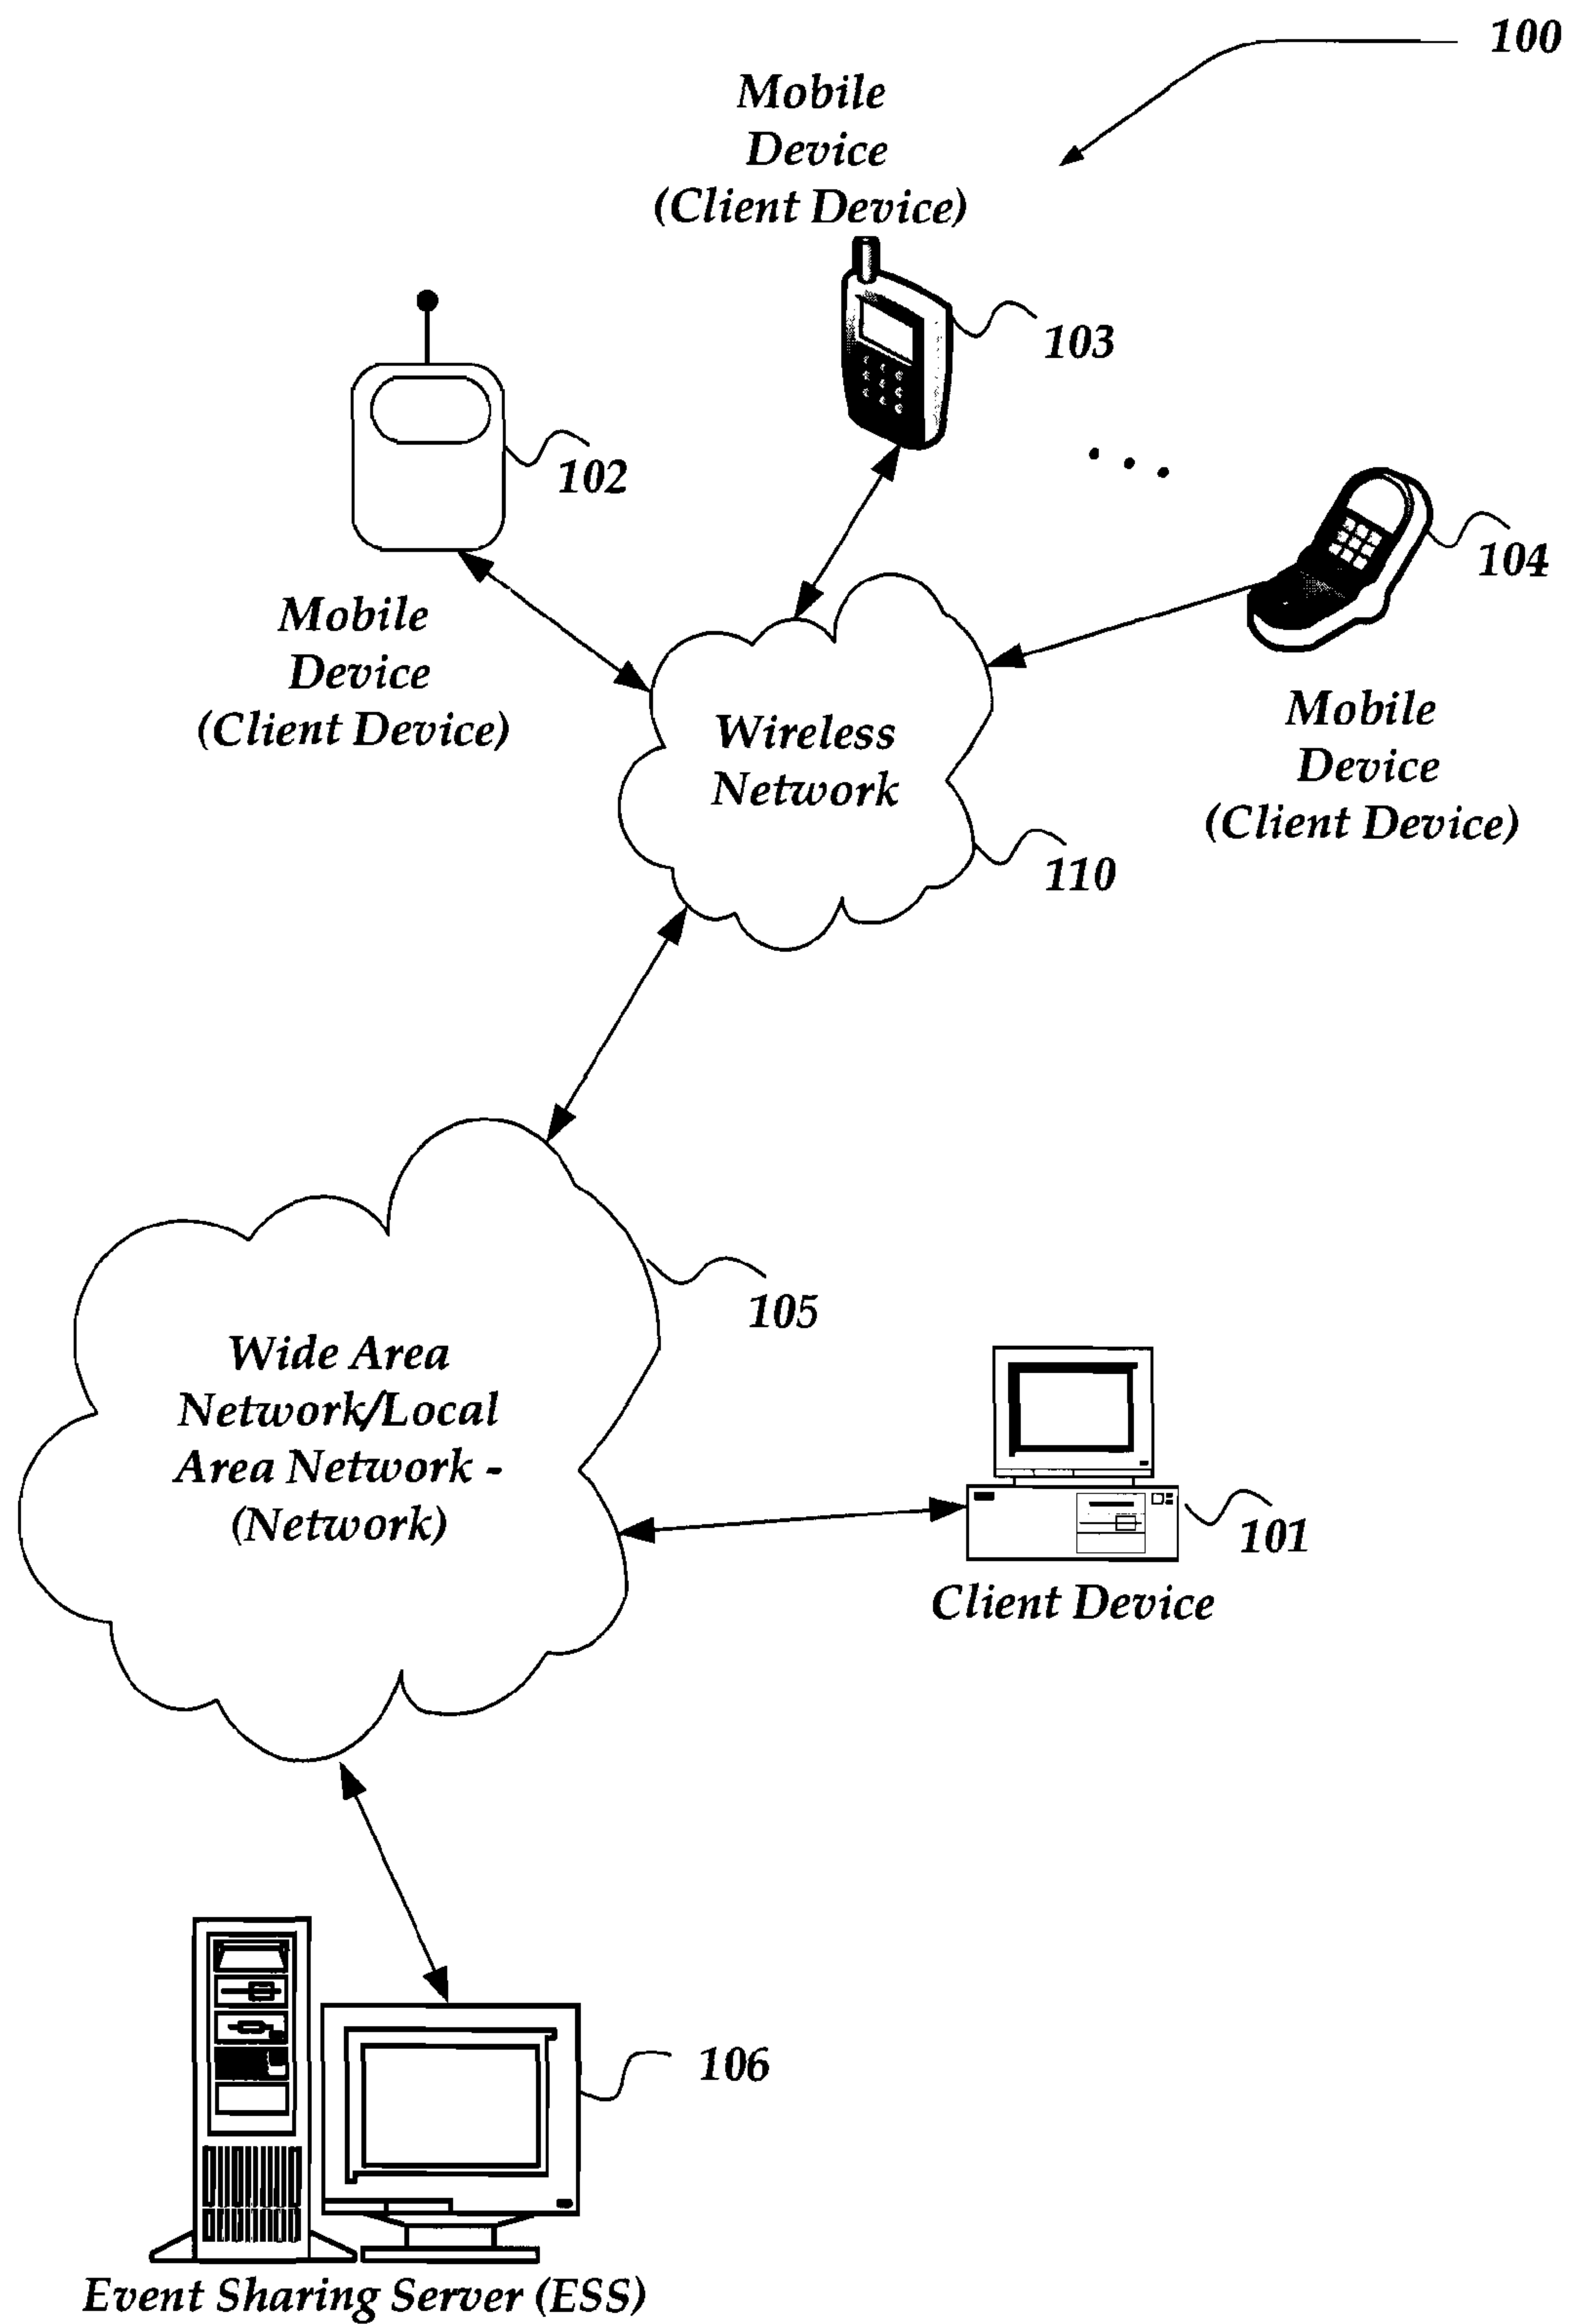 100
Mobile
Device
(Client Device)
103
102
104
Mobile
Device
(Client Device)
Mobile
Device
(Client Device)
Wireless
Network
110
105
Wide Area
Network/Local
Area Network -
(Network)
101
Client Device
106
Event Sharing Server (ESS)